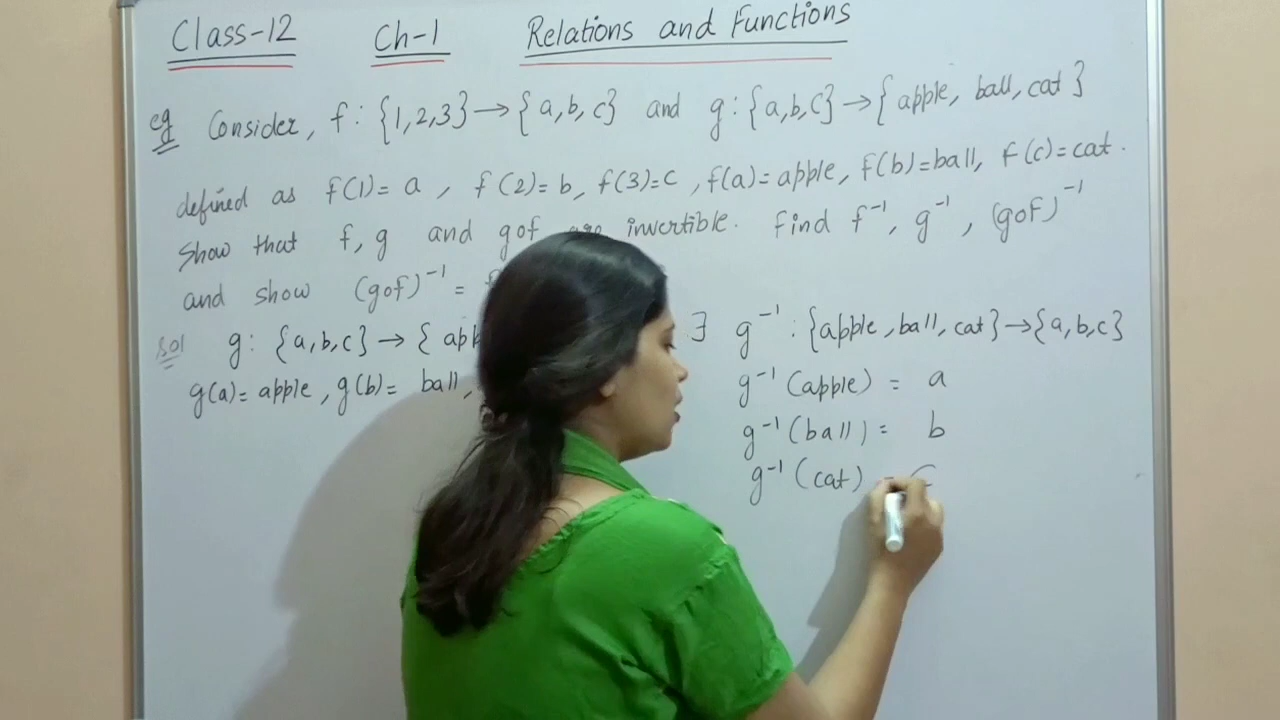 Class-12 Ch-1 Relations and Functions
eg Consider, f: {1,2,3}→{a,b,c} and g: {a,b,c}→{apple, ball, cat}
defined as f(1)=a, f(2)=b, f(3)=c, f(a)=apple, f(b)=ball, f(c)=cat.
Show that f, g and gof are invertible. Find f⁻¹, g⁻¹, (gof)⁻¹
and show (gof)⁻¹ =
sol g: {a,b,c}→{ ∃ g⁻¹: {apple, ball, cat}→{a,b,c}
g(a)=apple, g(b)= ball, g⁻¹(apple) = a
g⁻¹(ball) = b
g⁻¹(cat) = c